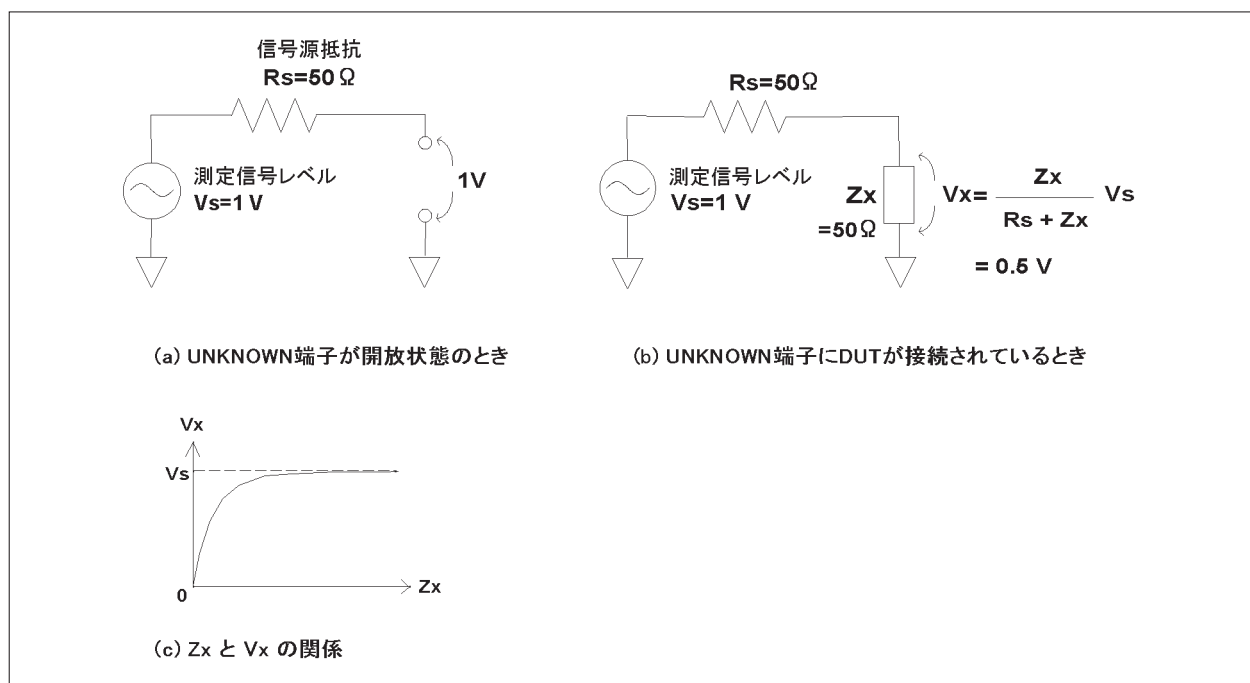 信号源抵抗
Rs=50Ω
測定信号レベル
Vs=1 V
1V
(a) UNKNOWN端子が開放状態のとき
Rs=50Ω
測定信号レベル
Vs=1 V
Zx
=50Ω
Vx= Zx / Rs + Zx Vs
= 0.5 V
(b) UNKNOWN端子にDUTが接続されているとき
Vx
Vs
0
Zx
(c) Zx と Vx の関係